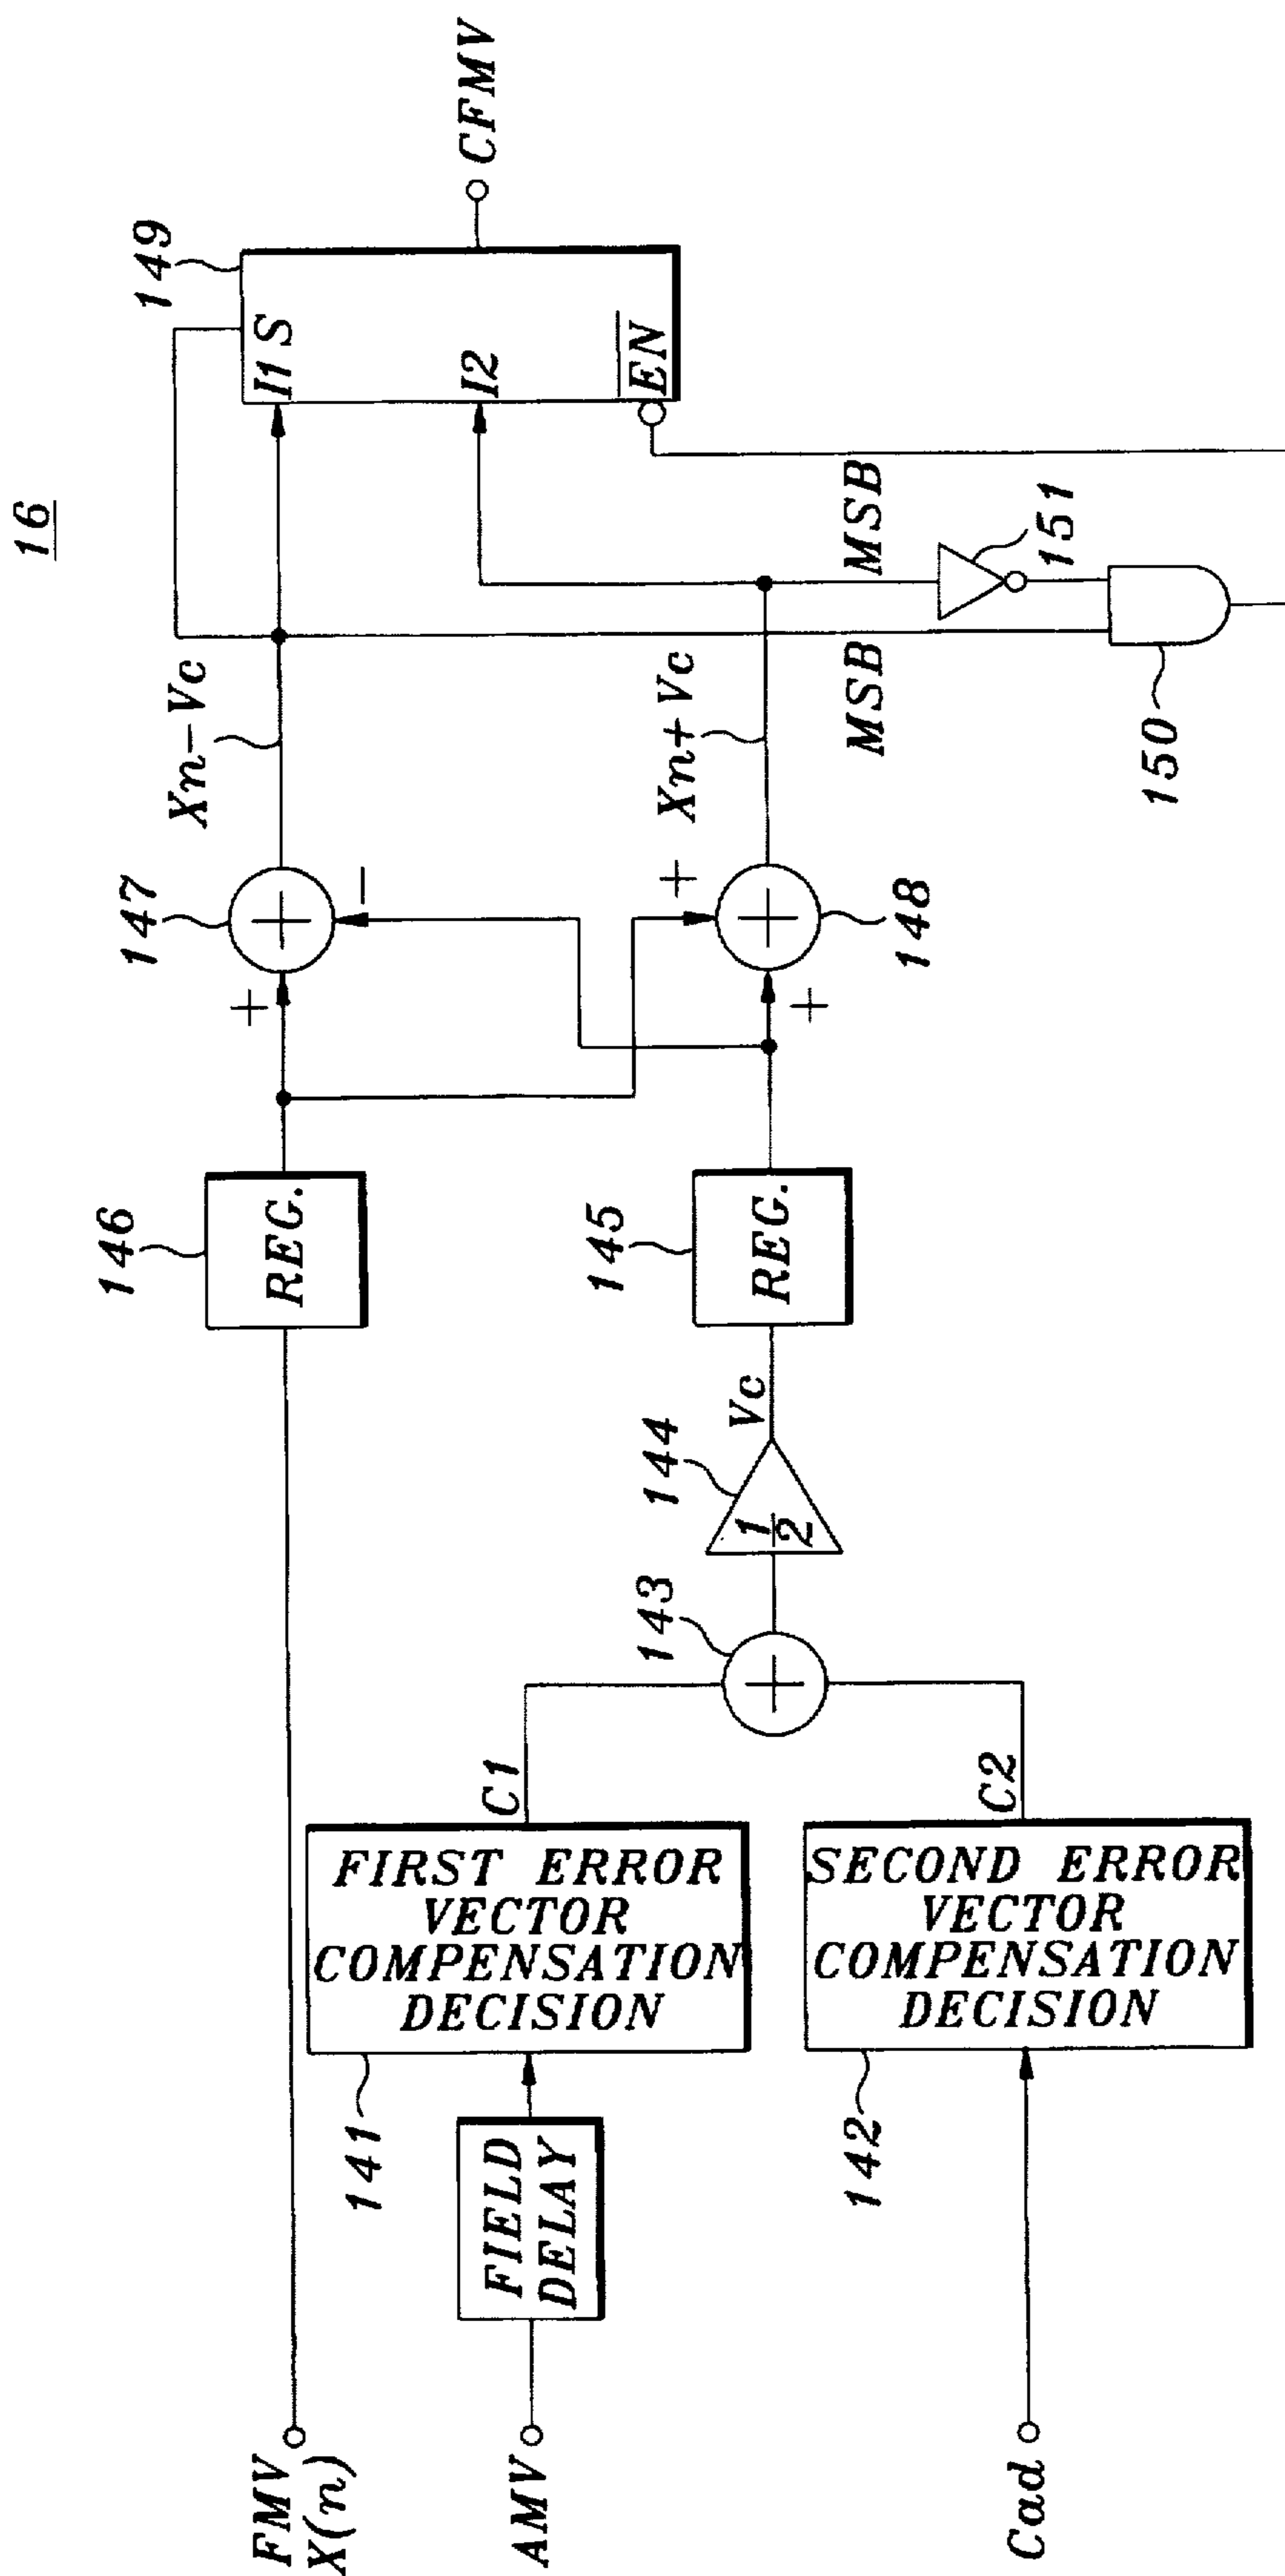 16
FMV
X(n)
146
REG.
147
+
+
−
Xn−Vc
149
I1 S
I2
EN
CFMV
AMV
FIELD
DELAY
141
FIRST ERROR
VECTOR
COMPENSATION
DECISION
C1
143
+
144
1/2
Vc
145
REG.
+
+
+
148
Xn+Vc
MSB
MSB
151
150
Cad
142
SECOND ERROR
VECTOR
COMPENSATION
DECISION
C2